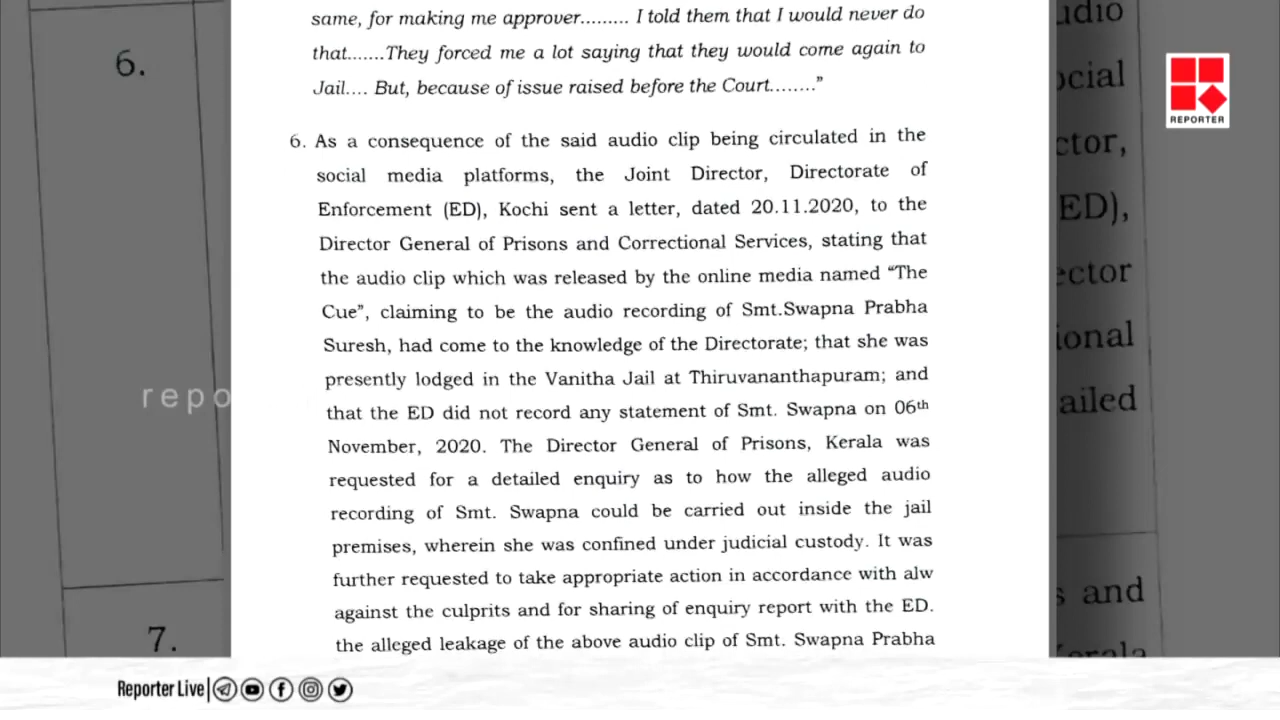 same, for making me approver......... I told them that I would never do
that.......They forced me a lot saying that they would come again to
Jail.... But, because of issue raised before the Court........”
6. As a consequence of the said audio clip being circulated in the
social media platforms, the Joint Director, Directorate of
Enforcement (ED), Kochi sent a letter, dated 20.11.2020, to the
Director General of Prisons and Correctional Services, stating that
the audio clip which was released by the online media named “The
Cue”, claiming to be the audio recording of Smt.Swapna Prabha
Suresh, had come to the knowledge of the Directorate; that she was
presently lodged in the Vanitha Jail at Thiruvananthapuram; and
that the ED did not record any statement of Smt. Swapna on 06th
November, 2020. The Director General of Prisons, Kerala was
requested for a detailed enquiry as to how the alleged audio
recording of Smt. Swapna could be carried out inside the jail
premises, wherein she was confined under judicial custody. It was
further requested to take appropriate action in accordance with alw
against the culprits and for sharing of enquiry report with the ED.
the alleged leakage of the above audio clip of Smt. Swapna Prabha
6.
7.
repo
udio
ocial
ctor,
ED),
ector
ional
ailed
s and
REPORTER
Reporter Live